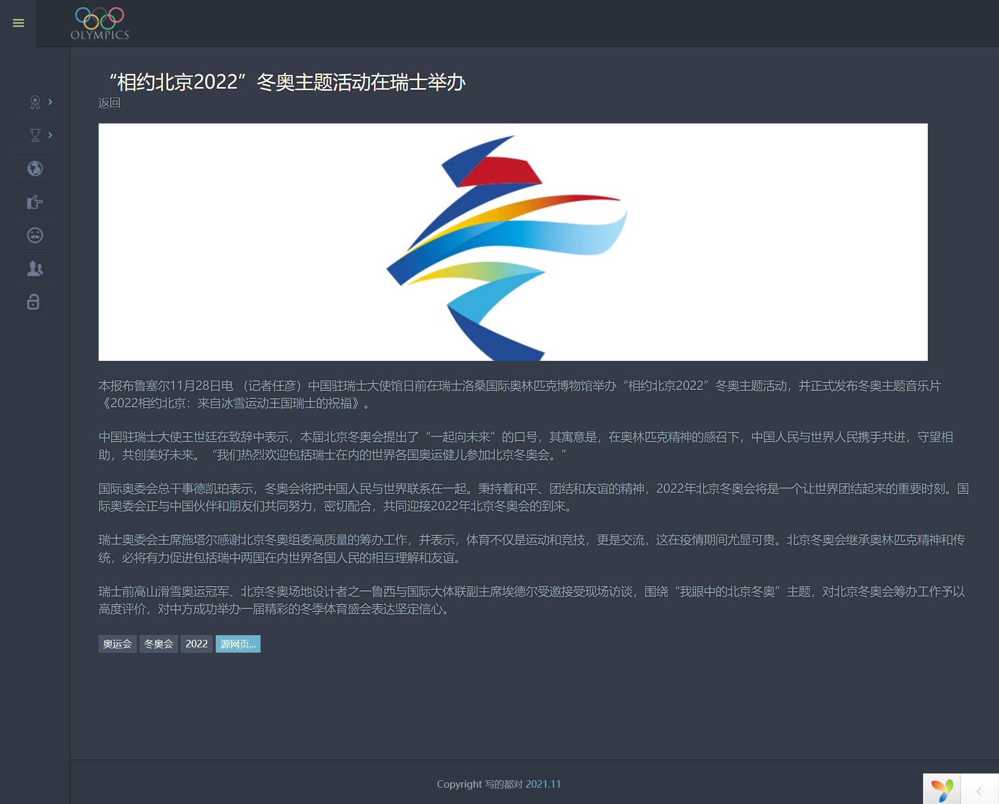 OLYMPICS
“相约北京2022”冬奥主题活动在瑞士举办
返回
本报布鲁塞尔11月28日电 （记者任彦）中国驻瑞士大使馆日前在瑞士洛桑国际奥林匹克博物馆举办“相约北京2022”冬奥主题活动，并正式发布冬奥主题音乐片
《2022相约北京：来自冰雪运动王国瑞士的祝福》。
中国驻瑞士大使王世廷在致辞中表示，本届北京冬奥会提出了“一起向未来”的口号，其寓意是，在奥林匹克精神的感召下，中国人民与世界人民携手共进，守望相
助，共创美好未来。“我们热烈欢迎包括瑞士在内的世界各国奥运健儿参加北京冬奥会。”
国际奥委会总干事德凯珀表示，冬奥会将把中国人民与世界联系在一起。秉持着和平、团结和友谊的精神，2022年北京冬奥会将是一个让世界团结起来的重要时刻。国
际奥委会正与中国伙伴和朋友们共同努力，密切配合，共同迎接2022年北京冬奥会的到来。
瑞士奥委会主席施塔尔感谢北京冬奥组委高质量的筹办工作，并表示，体育不仅是运动和竞技，更是交流，这在疫情期间尤显可贵。北京冬奥会继承奥林匹克精神和传
统，必将有力促进包括瑞中两国在内世界各国人民的相互理解和友谊。
瑞士前高山滑雪奥运冠军、北京冬奥场地设计者之一鲁西与国际大体联副主席埃德尔受邀接受现场访谈，围绕“我眼中的北京冬奥”主题，对北京冬奥会筹办工作予以
高度评价，对中方成功举办一届精彩的冬季体育盛会表达坚定信心。
奥运会 冬奥会 2022 源网页...
Copyright 写的都对 2021.11